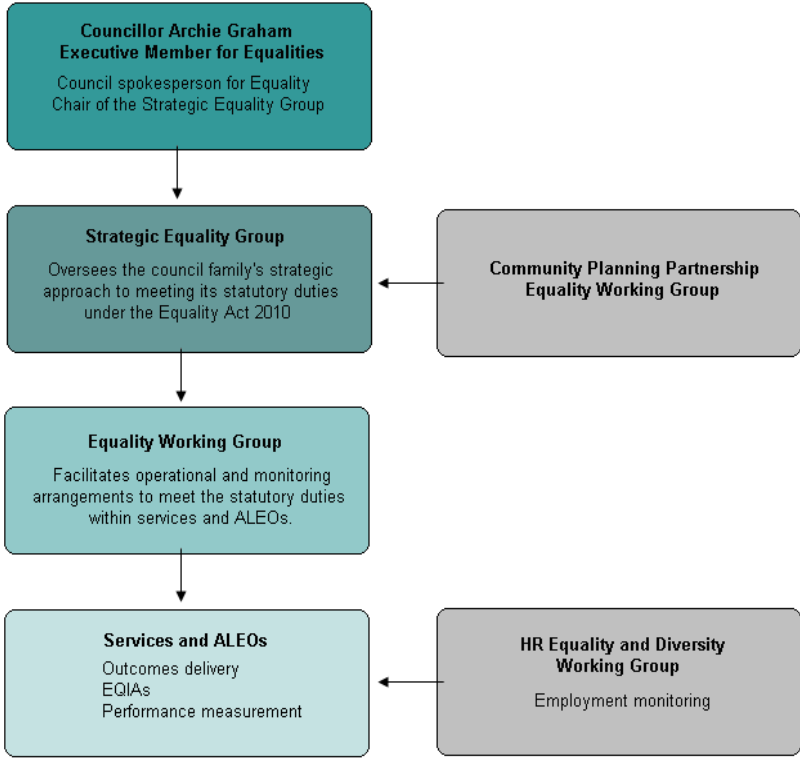 Councillor Archie Graham
Executive Member for Equalities
Council spokesperson for Equality
Chair of the Strategic Equality Group
Strategic Equality Group
Oversees the council family's strategic
approach to meeting its statutory duties
under the Equality Act 2010
Community Planning Partnership
Equality Working Group
Equality Working Group
Facilitates operational and monitoring
arrangements to meet the statutory duties
within services and ALEOs.
Services and ALEOs
Outcomes delivery
EQIAs
Performance measurement
HR Equality and Diversity
Working Group
Employment monitoring